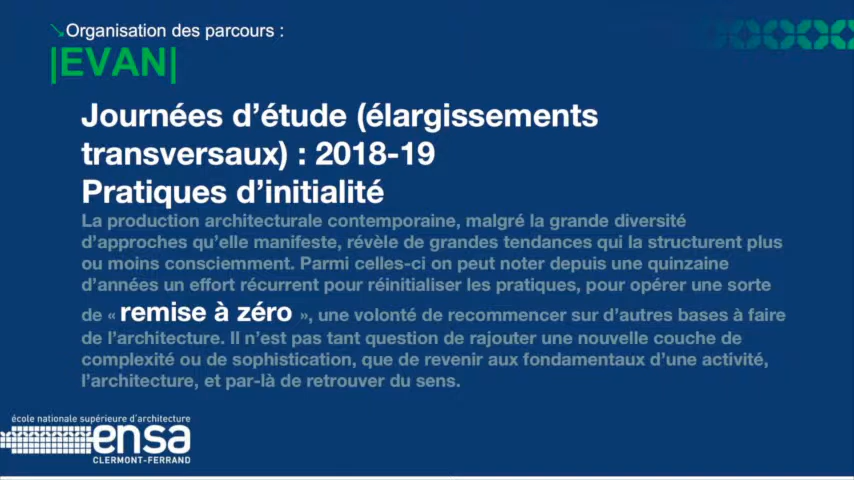 ↘Organisation des parcours :
|EVAN|
Journées d'étude (élargissements
transversaux) : 2018-19
Pratiques d'initialité
La production architecturale contemporaine, malgré la grande diversité
d'approches qu'elle manifeste, révèle de grandes tendances qui la structurent plus
ou moins consciemment. Parmi celles-ci on peut noter depuis une quinzaine
d'années un effort récurrent pour réinitialiser les pratiques, pour opérer une sorte
de « remise à zéro », une volonté de recommencer sur d'autres bases à faire
de l'architecture. Il n'est pas tant question de rajouter une nouvelle couche de
complexité ou de sophistication, que de revenir aux fondamentaux d'une activité,
l'architecture, et par-là de retrouver du sens.
école nationale supérieure d'architecture
ensa
CLERMONT-FERRAND